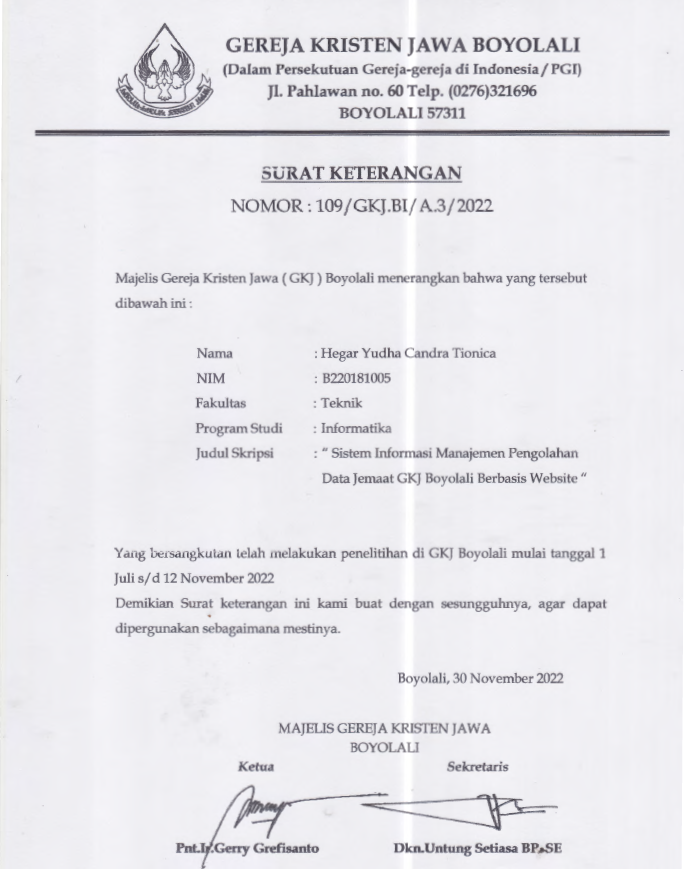 GEREJA KRISTEN JAWA BOYOLALI
(Dalam Persekutuan Gereja-gereja di Indonesia / PGI)
Jl. Pahlawan no. 60 Telp. (0276)321696
BOYOLALI 57311
SURAT KETERANGAN
NOMOR : 109/GKJ.BI/A.3/2022
Majelis Gereja Kristen Jawa ( GKJ ) Boyolali menerangkan bahwa yang tersebut
dibawah ini :
Nama : Hegar Yudha Candra Tionica
NIM : B220181005
Fakultas : Teknik
Program Studi : Informatika
Judul Skripsi : “ Sistem Informasi Manajemen Pengolahan
Data Jemaat GKJ Boyolali Berbasis Website “
Yang bersangkutan telah melakukan penelitihan di GKJ Boyolali mulai tanggal 1
Juli s/d 12 November 2022
Demikian Surat keterangan ini kami buat dengan sesungguhnya, agar dapat
dipergunakan sebagaimana mestinya.
Boyolali, 30 November 2022
MAJELIS GEREJA KRISTEN JAWA
BOYOLALI
Ketua Sekretaris
Pnt.Ir.Gerry Grefisanto Dkn.Untung Setiasa BP.SE